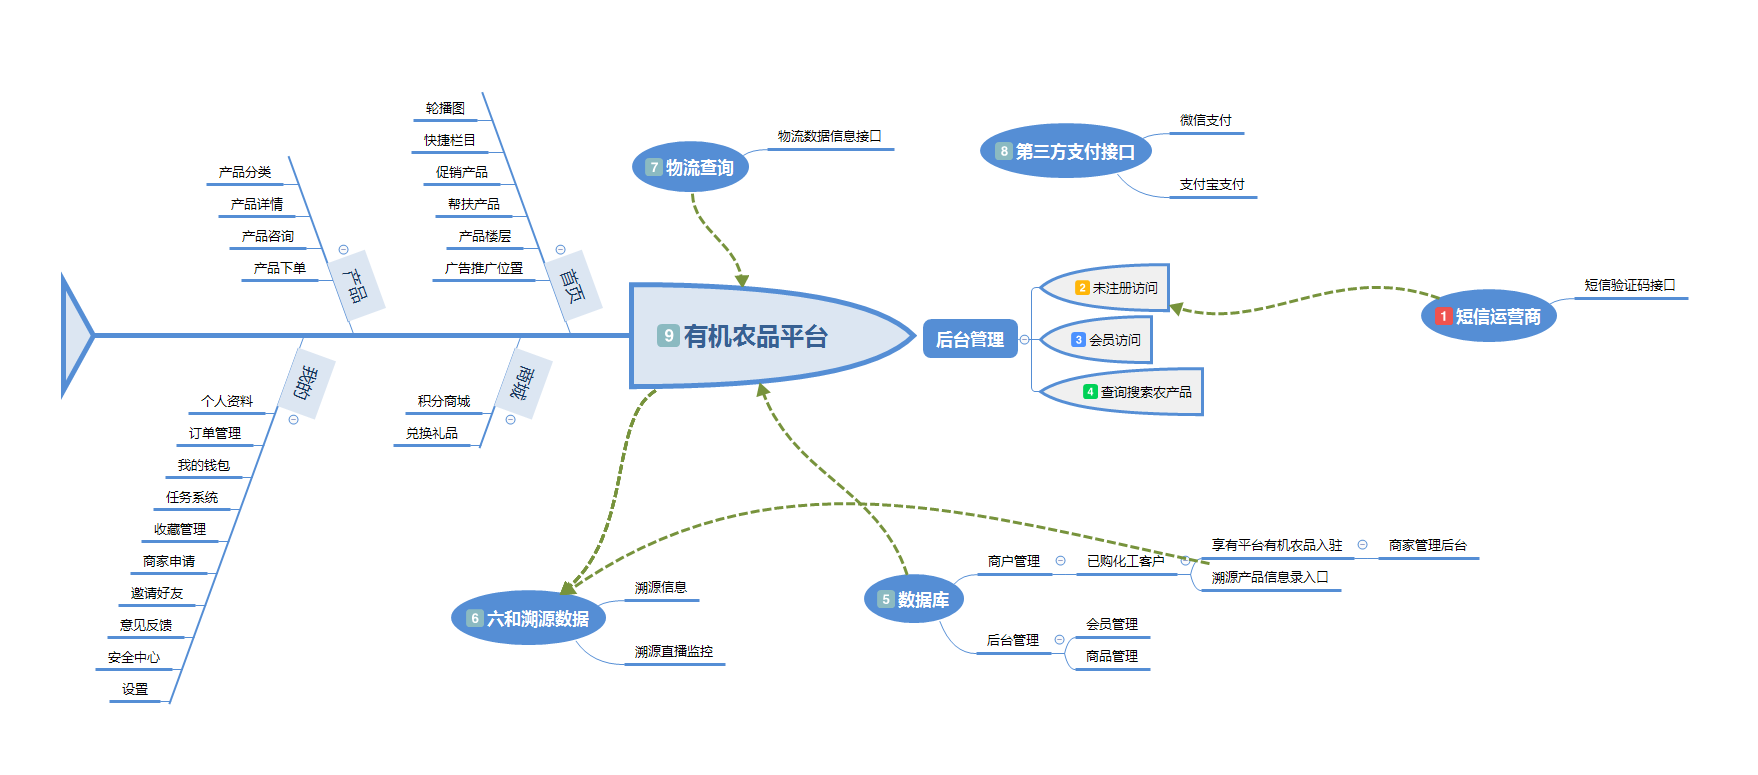 轮播图
快捷栏目
促销产品
帮扶产品
产品楼层
广告推广位置
首页
产品分类
产品详情
产品咨询
产品下单
产品
个人资料
订单管理
我的钱包
任务系统
收藏管理
商家申请
邀请好友
意见反馈
安全中心
设置
我的
积分商城
兑换礼品
商城
9 有机农品平台
7 物流查询
物流数据信息接口
8 第三方支付接口
微信支付
支付宝支付
后台管理
2 未注册访问
3 会员访问
4 查询搜索农产品
1 短信运营商
短信验证码接口
6 六和溯源数据
溯源信息
溯源直播监控
5 数据库
商户管理
已购化工客户
享有平台有机农品入驻
商家管理后台
溯源产品信息录入口
后台管理
会员管理
商品管理